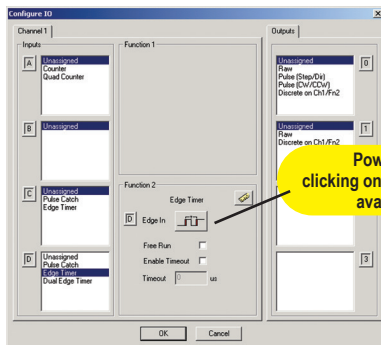 Configure IO
Channel 1
Outputs
Inputs
A
Unassigned
Counter
Quad Counter
B
Unassigned
C
Unassigned
Pulse Catch
Edge Timer
D
Unassigned
Pulse Catch
Edge Timer
Dual Edge Timer
Function 1
Function 2
Edge Timer
D Edge In
Free Run
Enable Timeout
Timeout 0 us
Unassigned
Raw
Pulse (Step/Dir)
Pulse (CW/CCW)
Discrete on Ch1/Fn2
0
Unassigned
Raw
Discrete on Ch1/Fn2
1
clicking on
3
OK
Cancel